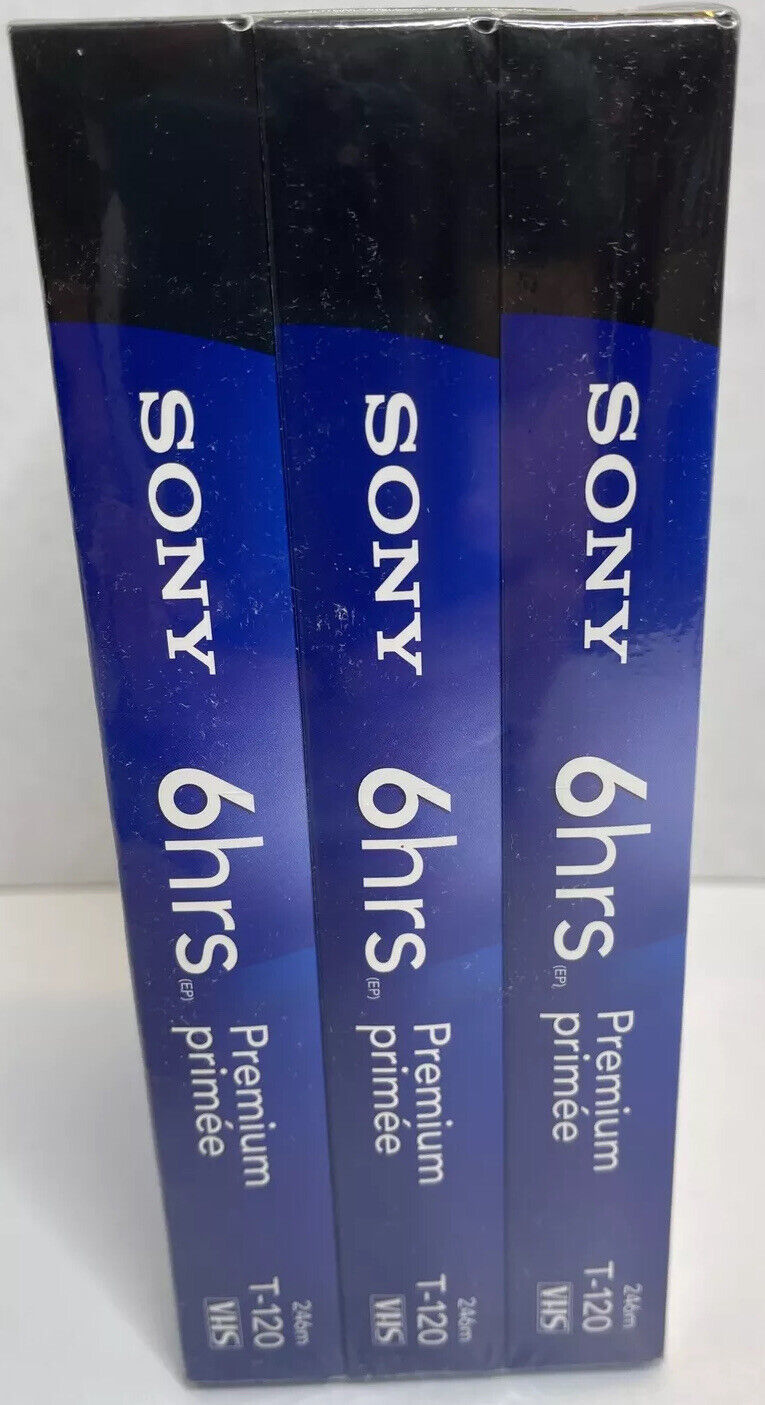 SONY
6hrs (EP)
Premium
primée
246m
T-120
VHS
SONY
6hrs (EP)
Premium
primée
246m
T-120
VHS
SONY
6hrs (EP)
Premium
primée
246m
T-120
VHS